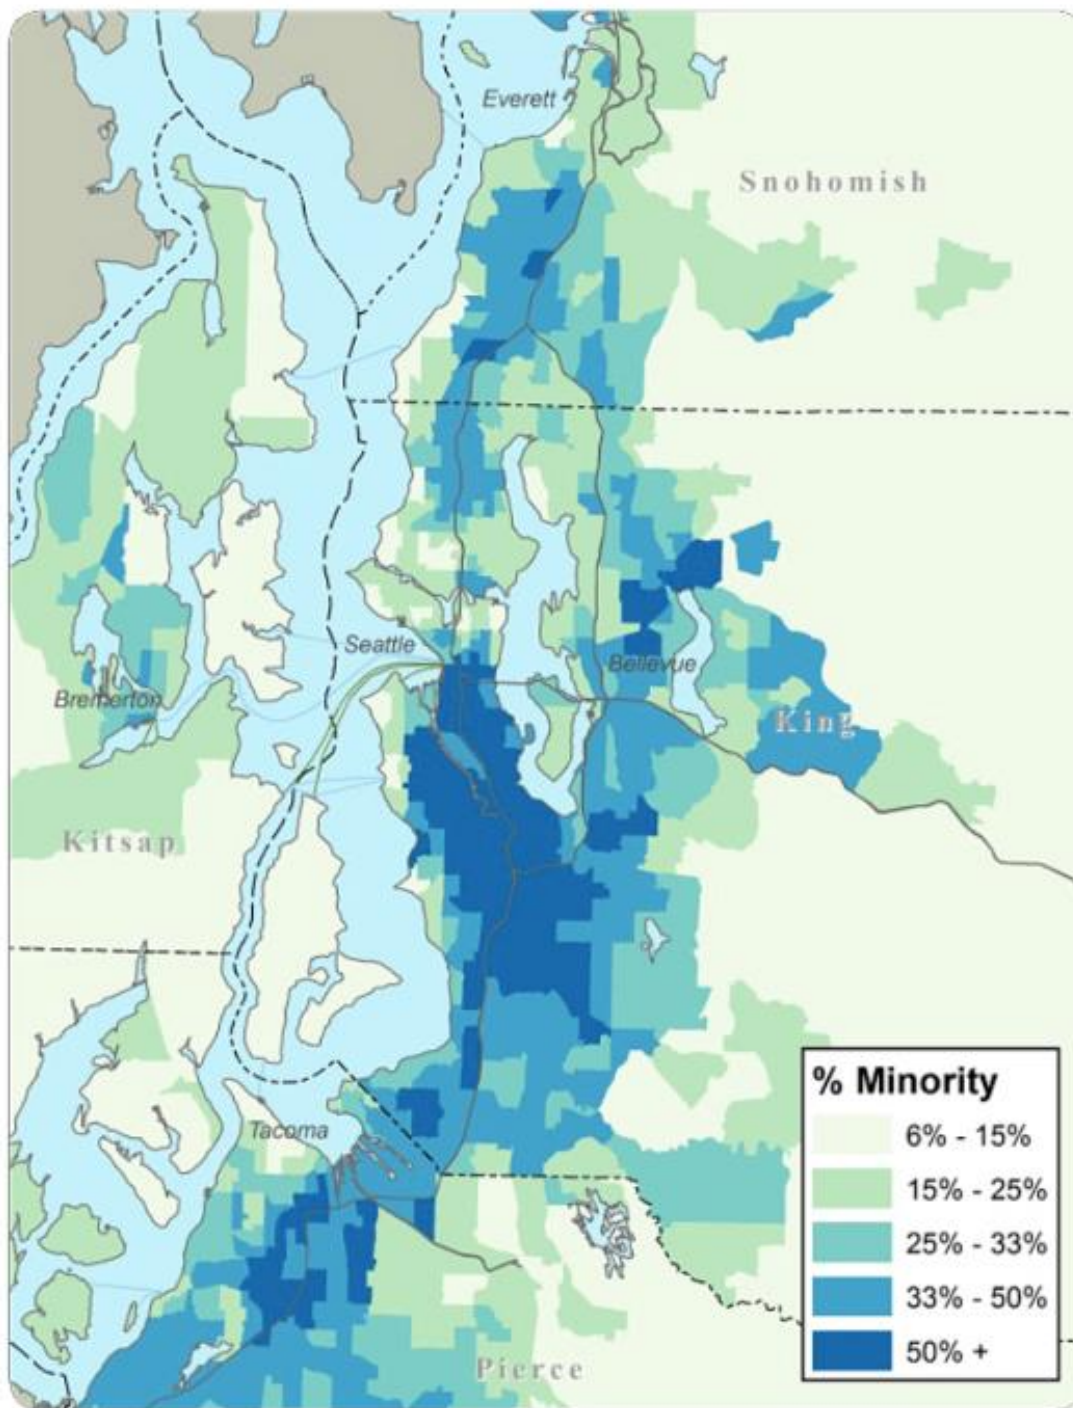 Everett
Snohomish
Seattle
Bellevue
Bremerton
King
Kitsap
Tacoma
% Minority
6% - 15%
15% - 25%
25% - 33%
33% - 50%
50% +
Pierce